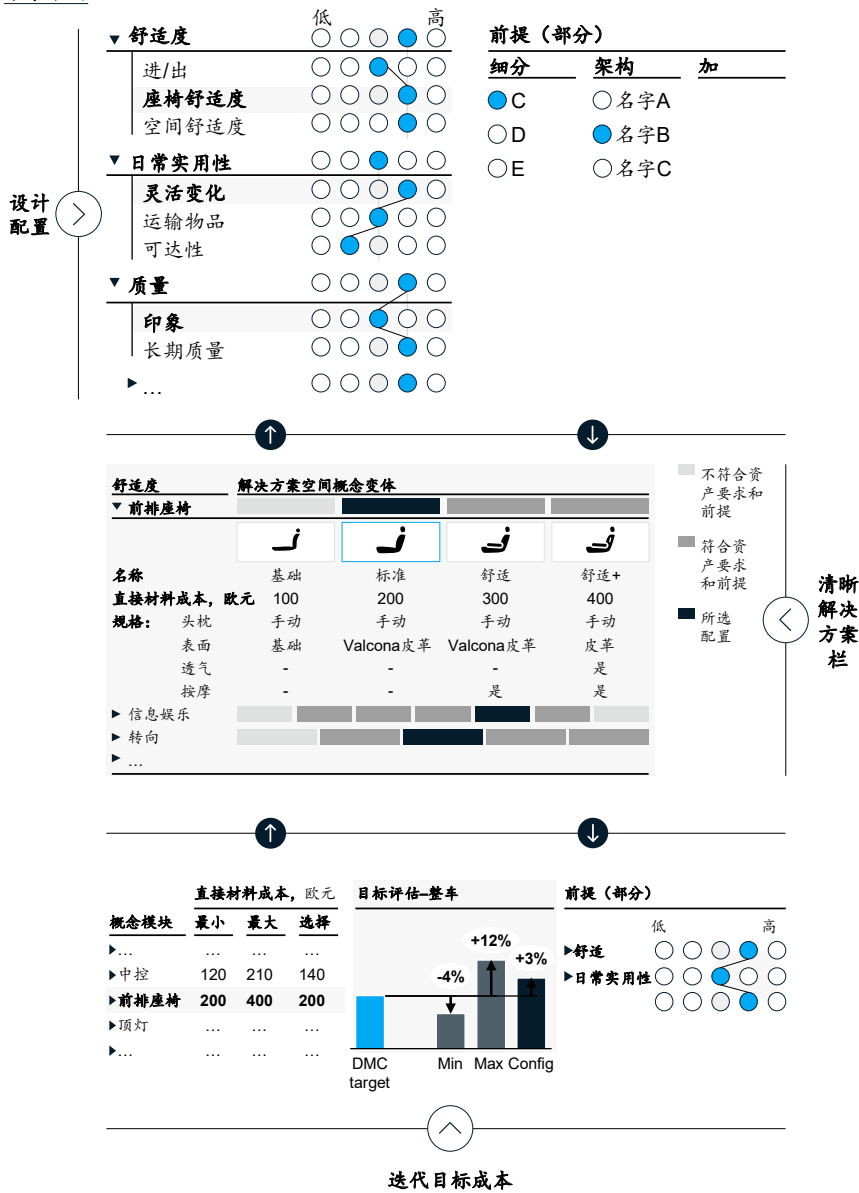 低 高
舒适度
进/出
座椅舒适度
空间舒适度
日常实用性
灵活变化
运输物品
可达性
质量
印象
长期质量
...
设计
配置
前提（部分）
细分 架构 加
C 名字A
D 名字B
E 名字C
舒适度 解决方案空间概念变体
前排座椅
名称 基础 标准 舒适 舒适+
直接材料成本，欧元 100 200 300 400
规格： 头枕 手动 手动 手动 手动
表面 基础 Valcona皮革 Valcona皮革 皮革
透气 - - - 是
按摩 - - 是 是
信息娱乐
转向
...
不符合资
产要求和
前提
符合资
产要求
和前提
所选
配置
清晰
解决
方案
栏
直接材料成本，欧元
概念模块 最小 最大 选择
... ... ... ...
中控 120 210 140
前排座椅 200 400 200
顶灯 ... ... ...
... ... ... ...
目标评估–整车
+12%
+3%
-4%
DMC
target
Min Max Config
前提（部分）
低 高
舒适
日常实用性
迭代目标成本